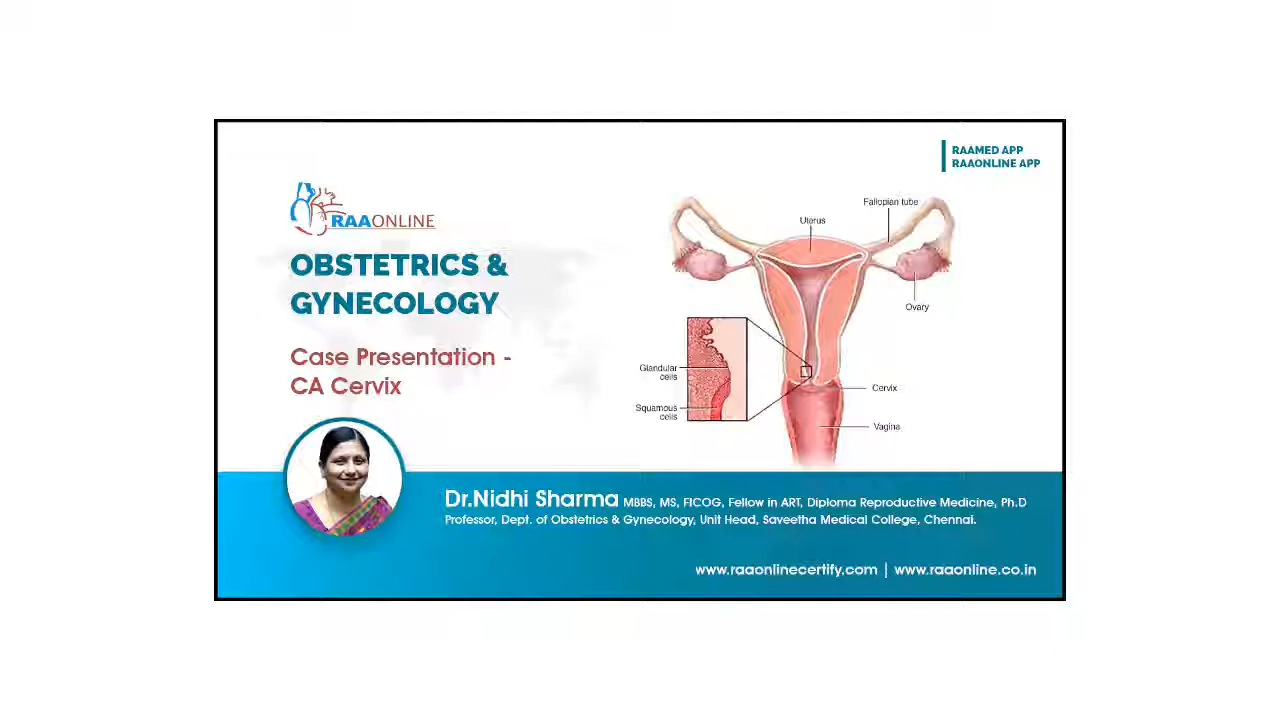 RAAMED APP
RAAONLINE APP
RAAONLINE
OBSTETRICS &
GYNECOLOGY
Case Presentation -
CA Cervix
Fallopian tube
Uterus
Ovary
Glandular
cells
Squamous
cells
Cervix
Vagina
Dr.Nidhi Sharma MBBS, MS, FICOG, Fellow in ART, Diploma Reproductive Medicine, Ph.D
Professor, Dept. of Obstetrics & Gynecology, Unit Head, Saveetha Medical College, Chennai.
www.raaonlinecertify.com | www.raaonline.co.in